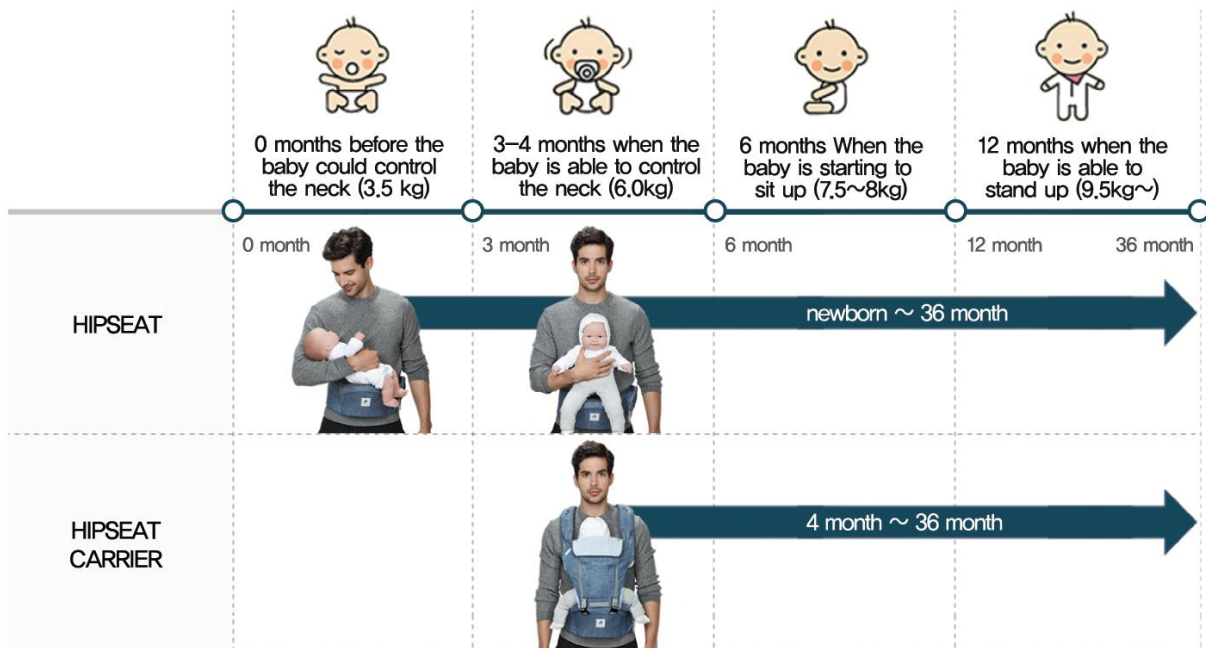 0 months before the
baby could control
the neck (3.5 kg)
3-4 months when the
baby is able to control
the neck (6.0kg)
6 months When the
baby is starting to
sit up (7.5~8kg)
12 months when the
baby is able to
stand up (9.5kg~)
0 month
3 month
6 month
12 month
36 month
HIPSEAT
newborn ~ 36 month
HIPSEAT
CARRIER
4 month ~ 36 month